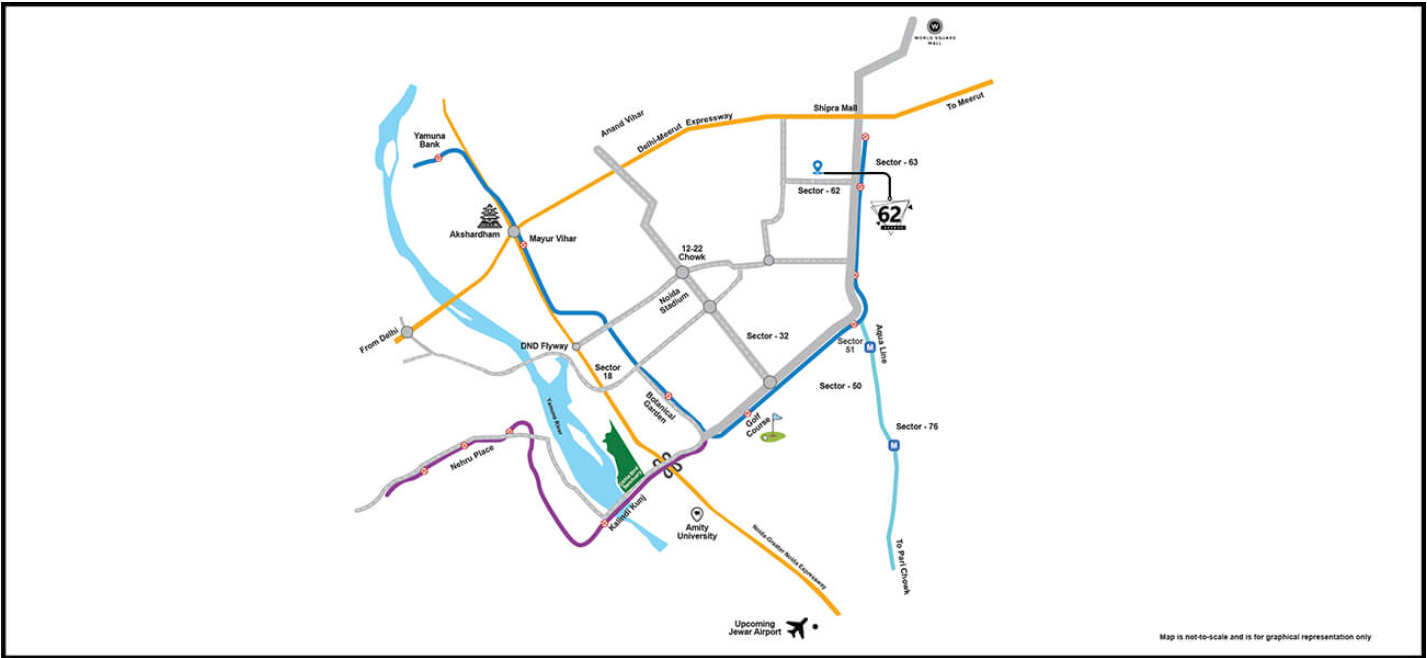 W
WORLD SQUARE
MALL
To Meerut
Shipra Mall
Delhi-Meerut Expressway
Anand Vihar
Yamuna
Bank
Sector - 63
Sector - 62
62
Akshardham
Mayur Vihar
12-22
Chowk
Noida
Stadium
From Delhi
DND Flyway
Sector - 32
Sector
51
Aqua Line
M
Sector
18
Sector - 50
Botanical
Garden
Golf
Course
Yamuna River
Sector - 76
M
Nehru Place
Kalindi Kunj
Amity
University
Noida-Greater Noida Expressway
To Pari Chowk
Upcoming
Jewar Airport
Map is not-to-scale and is for graphical representation only